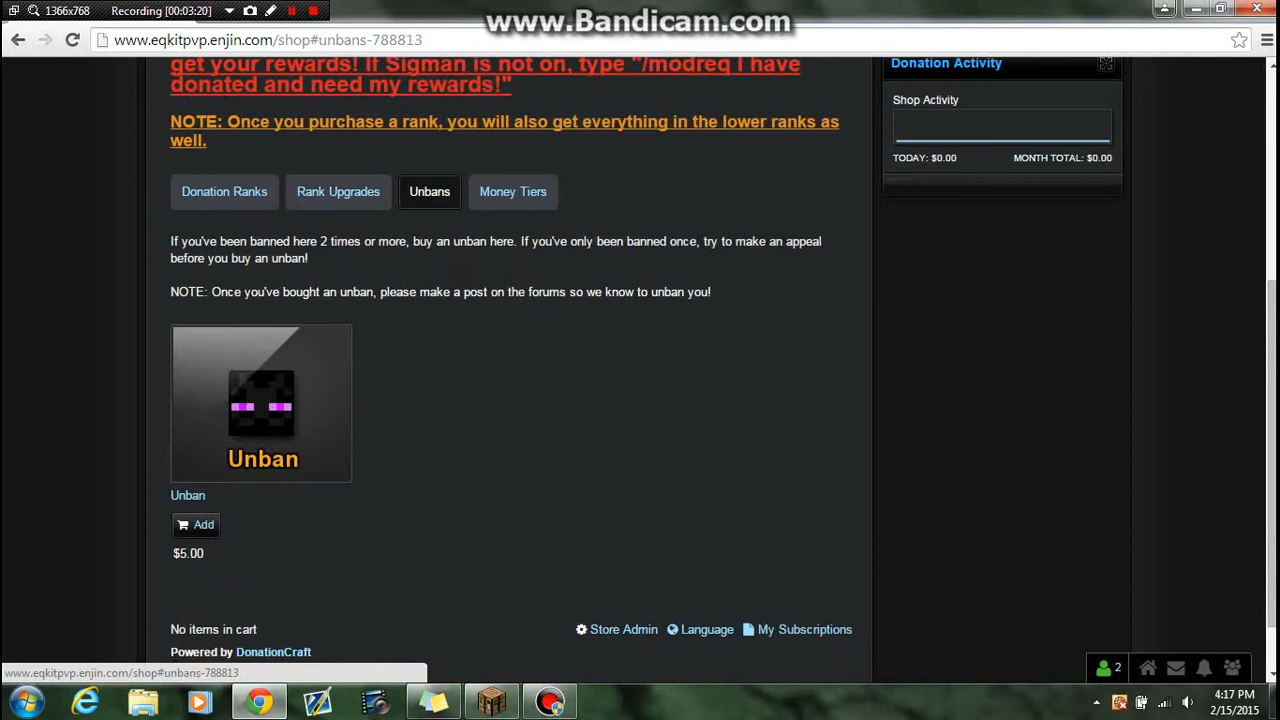 1366x768 Recording [00:03:20]
www.Bandicam.com
www.eqkitpvp.enjin.com/shop#unbans-788813
get your rewards! If Sigman is not on, type "/modreq I have
donated and need my rewards!"
NOTE: Once you purchase a rank, you will also get everything in the lower ranks as
well.
Donation Ranks Rank Upgrades Unbans Money Tiers
If you've been banned here 2 times or more, buy an unban here. If you've only been banned once, try to make an appeal
before you buy an unban!
NOTE: Once you've bought an unban, please make a post on the forums so we know to unban you!
Unban
Unban
Add
$5.00
No items in cart
Store Admin Language My Subscriptions
Powered by DonationCraft
Donation Activity
Shop Activity
TODAY: $0.00 MONTH TOTAL: $0.00
www.eqkitpvp.enjin.com/shop#unbans-788813
2
4:17 PM
2/15/2015